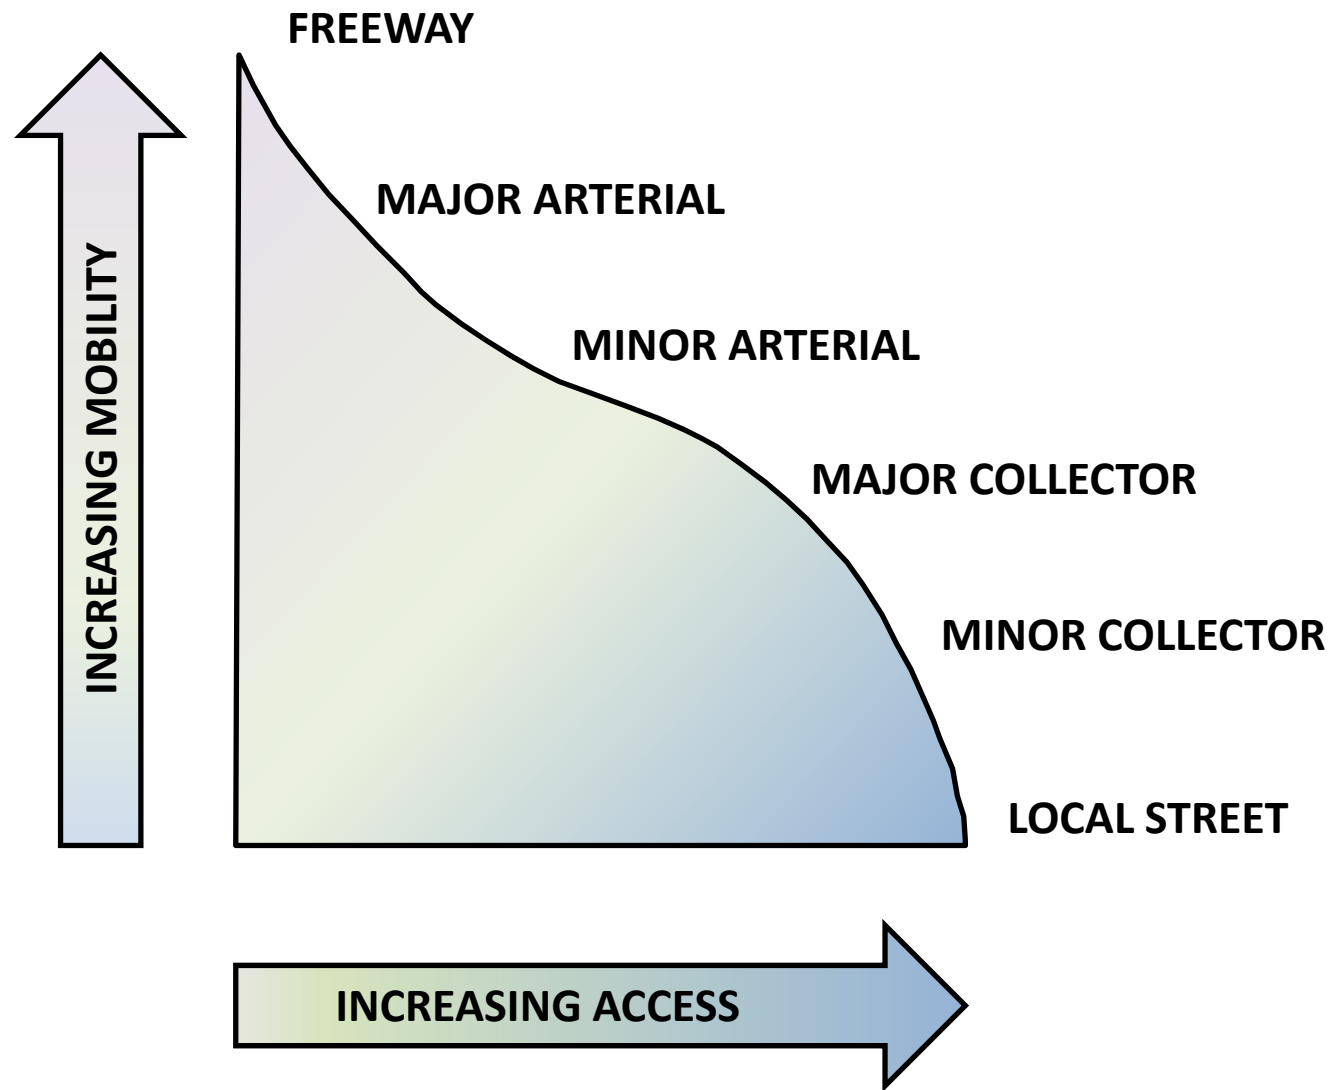 FREEWAY
MAJOR ARTERIAL
INCREASING MOBILITY
MINOR ARTERIAL
MAJOR COLLECTOR
MINOR COLLECTOR
LOCAL STREET
INCREASING ACCESS